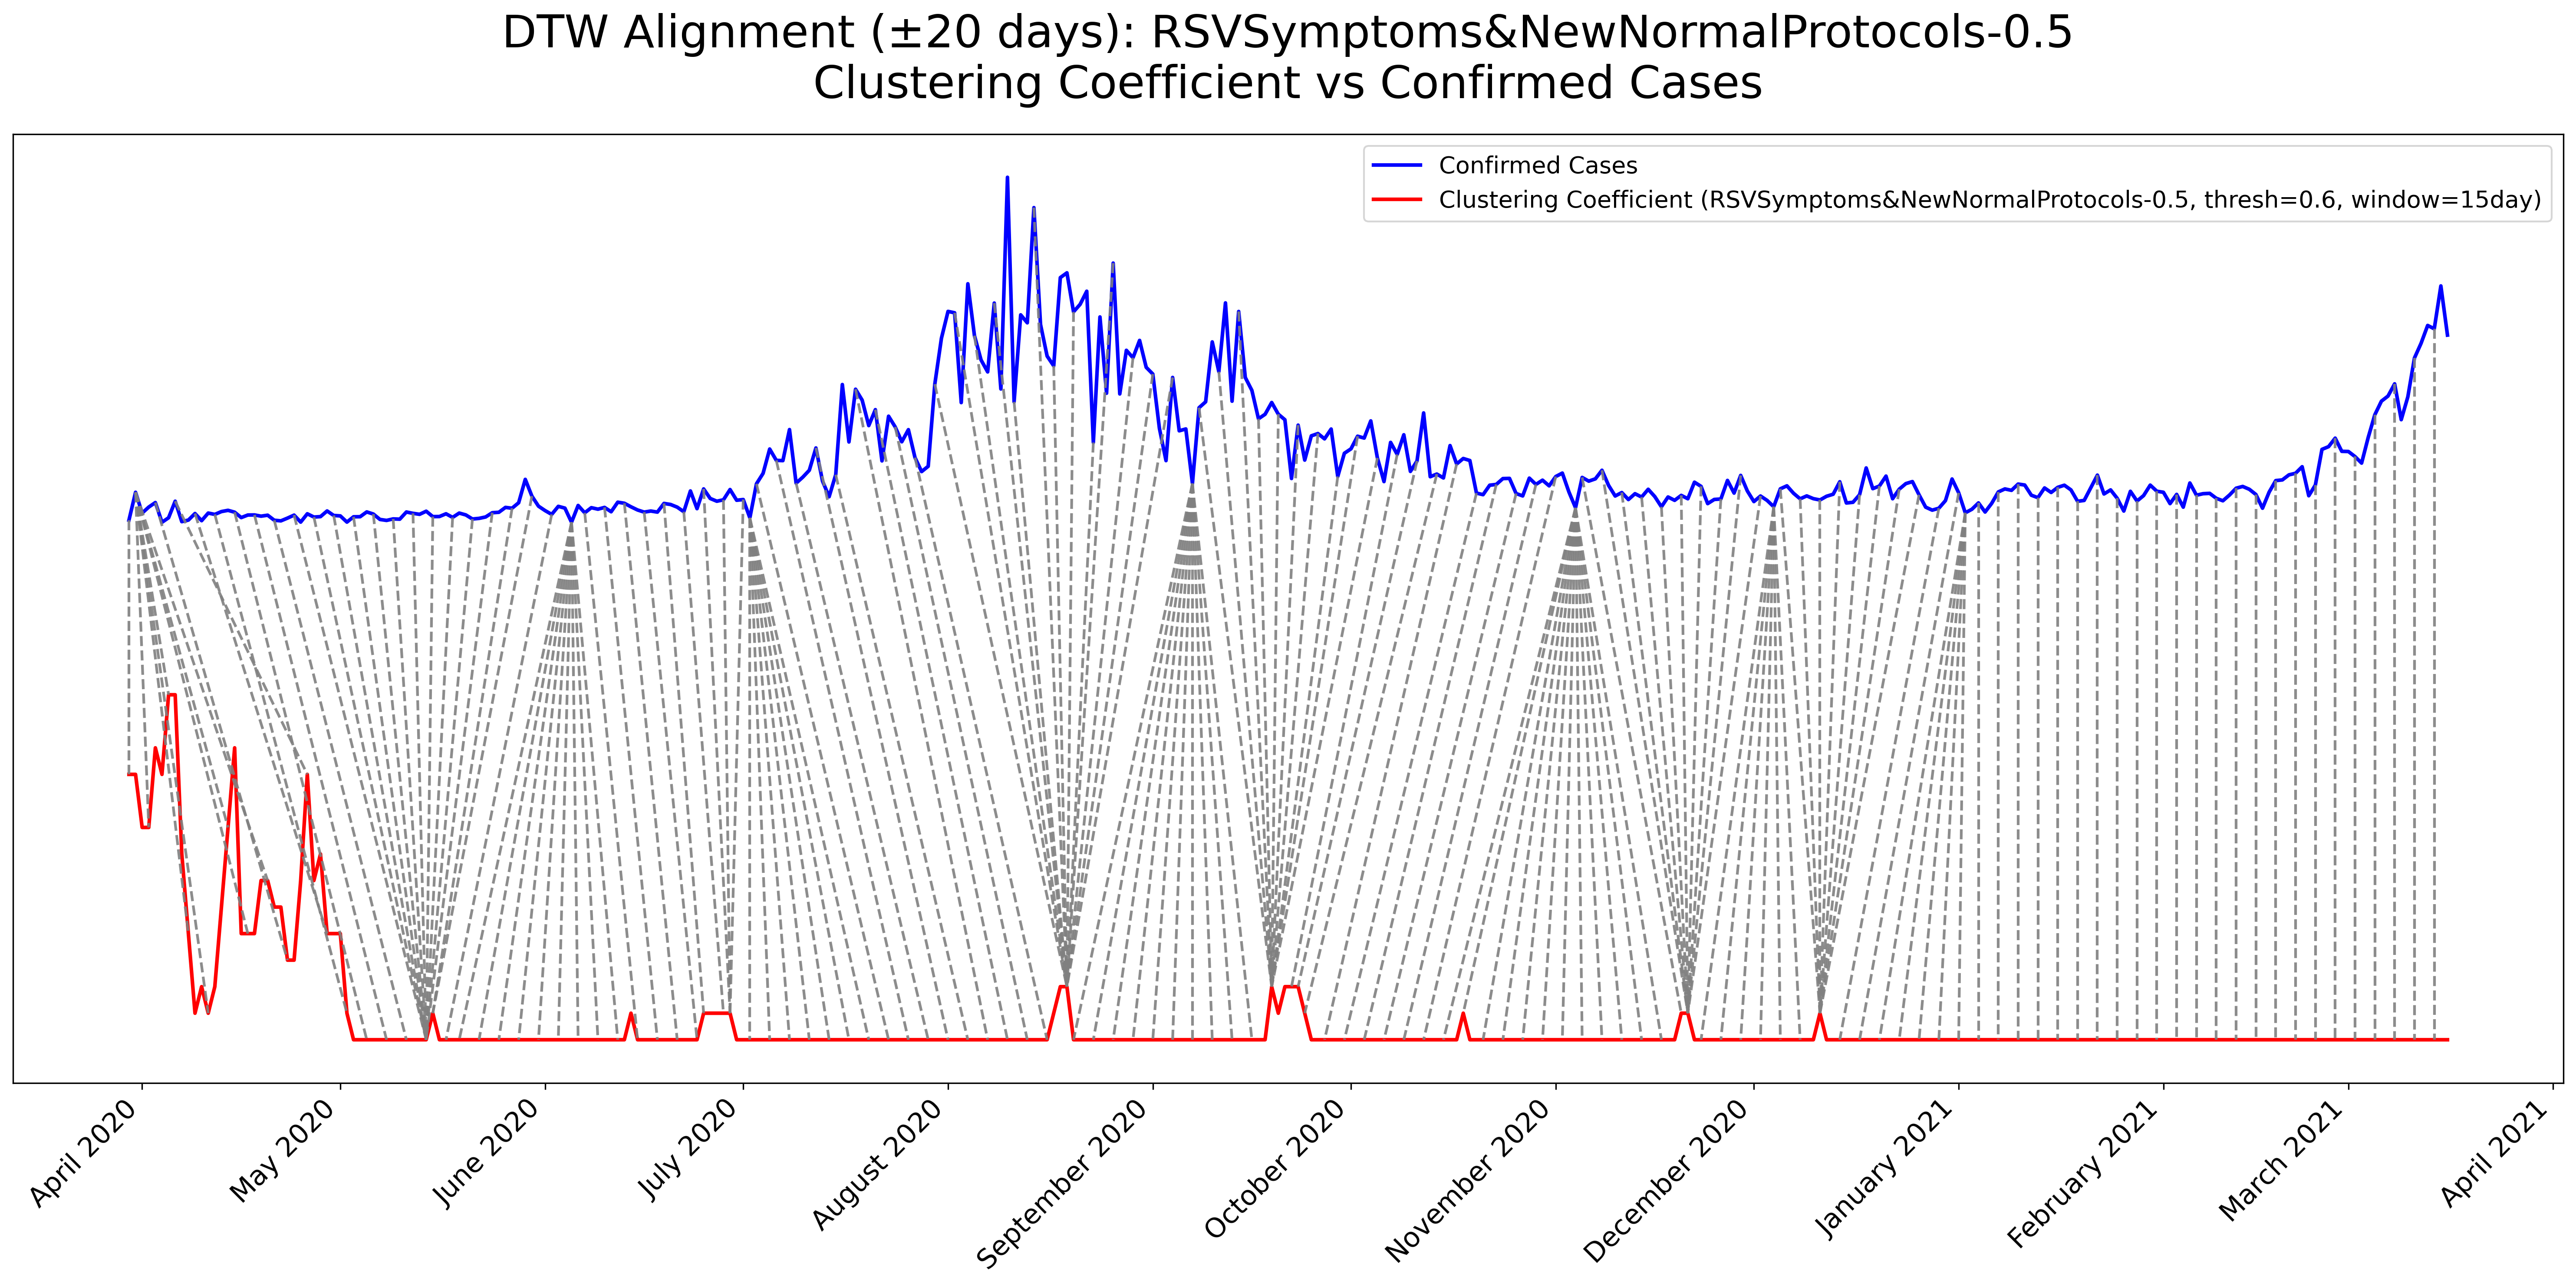 DTW Alignment (±20 days): RSVSymptoms&NewNormalProtocols-0.5
Clustering Coefficient vs Confirmed Cases
Confirmed Cases
Clustering Coefficient (RSVSymptoms&NewNormalProtocols-0.5, thresh=0.6, window=15day)
April 2020
May 2020
June 2020
July 2020
August 2020
September 2020
October 2020
November 2020
December 2020
January 2021
February 2021
March 2021
April 2021